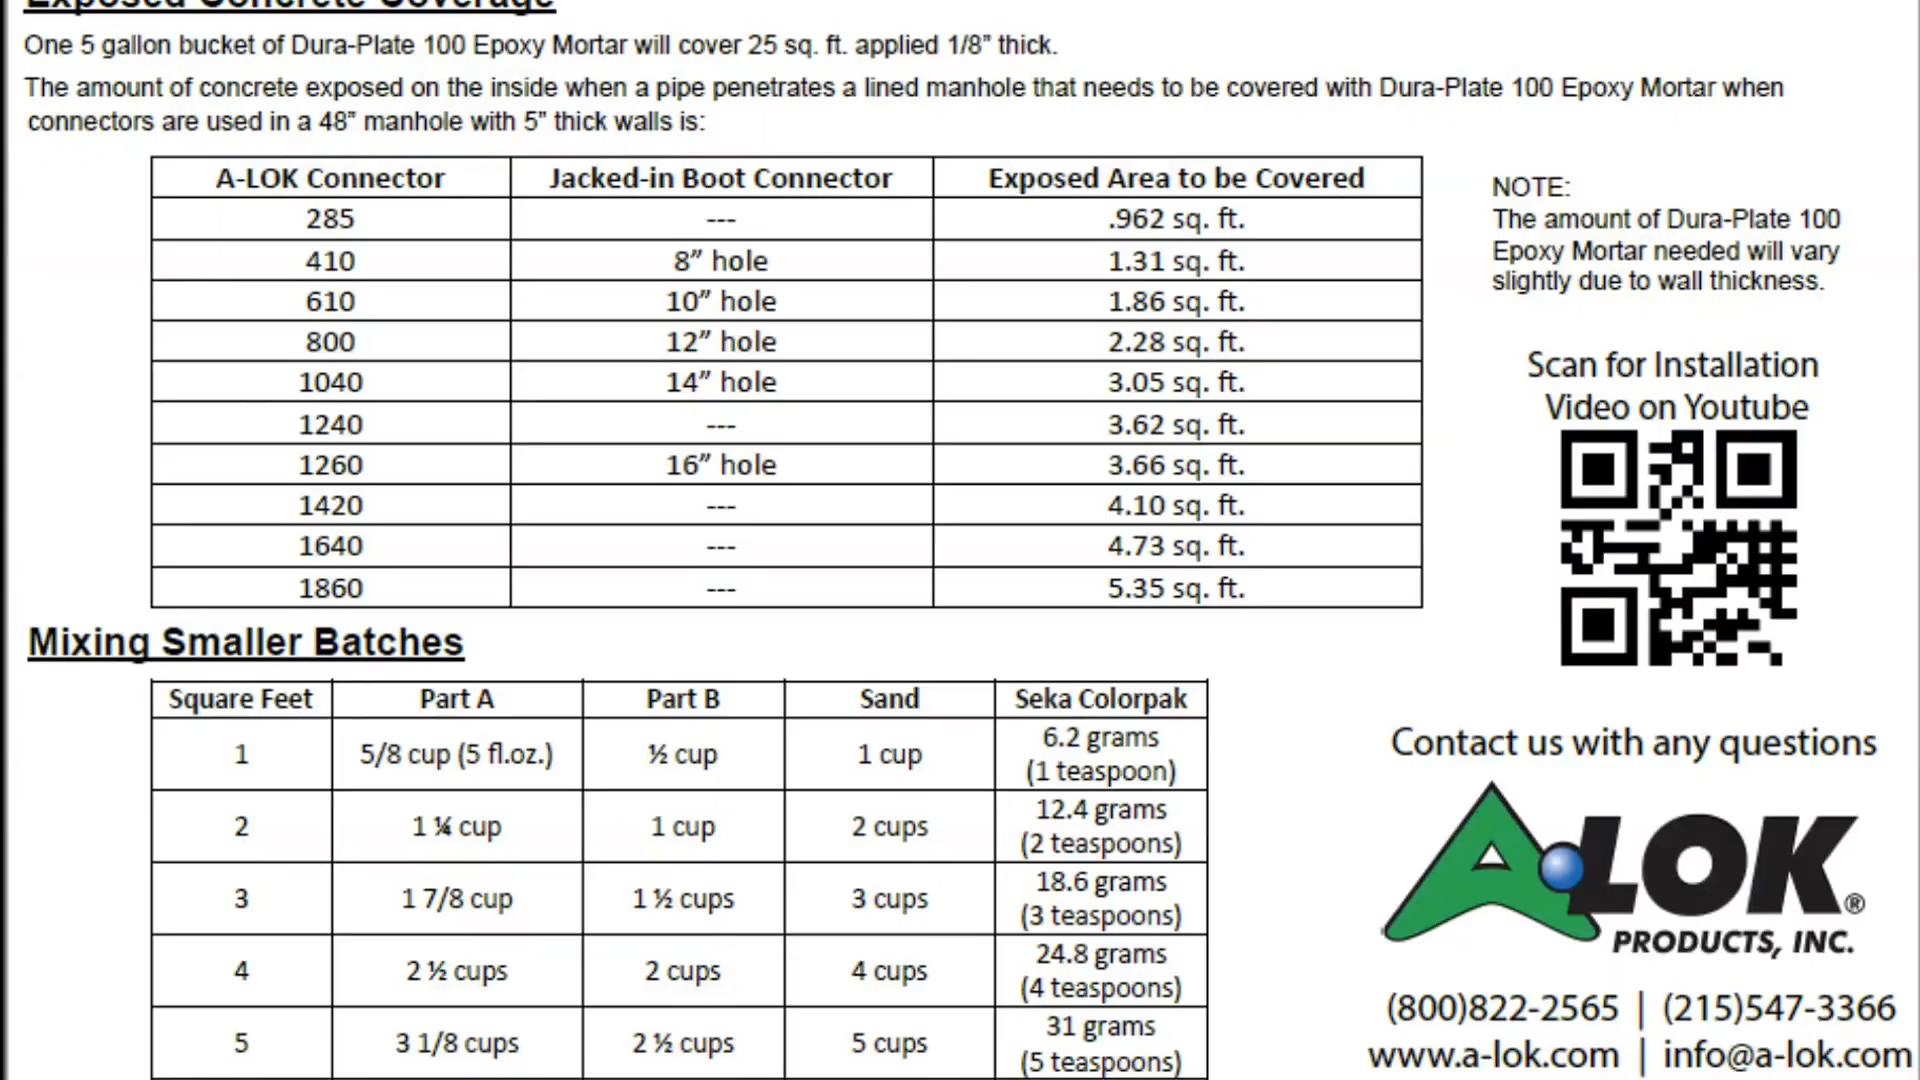 Exposed Concrete Coverage
One 5 gallon bucket of Dura-Plate 100 Epoxy Mortar will cover 25 sq. ft. applied 1/8” thick.
The amount of concrete exposed on the inside when a pipe penetrates a lined manhole that needs to be covered with Dura-Plate 100 Epoxy Mortar when
connectors are used in a 48” manhole with 5” thick walls is:
A-LOK Connector Jacked-in Boot Connector Exposed Area to be Covered
285 --- .962 sq. ft.
410 8” hole 1.31 sq. ft.
610 10” hole 1.86 sq. ft.
800 12” hole 2.28 sq. ft.
1040 14” hole 3.05 sq. ft.
1240 --- 3.62 sq. ft.
1260 16” hole 3.66 sq. ft.
1420 --- 4.10 sq. ft.
1640 --- 4.73 sq. ft.
1860 --- 5.35 sq. ft.
NOTE:
The amount of Dura-Plate 100
Epoxy Mortar needed will vary
slightly due to wall thickness.
Scan for Installation
Video on Youtube
Mixing Smaller Batches
Square Feet Part A Part B Sand Seka Colorpak
1 5/8 cup (5 fl.oz.) ½ cup 1 cup 6.2 grams
(1 teaspoon)
2 1 ¼ cup 1 cup 2 cups 12.4 grams
(2 teaspoons)
3 1 7/8 cup 1 ½ cups 3 cups 18.6 grams
(3 teaspoons)
4 2 ½ cups 2 cups 4 cups 24.8 grams
(4 teaspoons)
5 3 1/8 cups 2 ½ cups 5 cups 31 grams
(5 teaspoons)
Contact us with any questions
A LOK®
PRODUCTS, INC.
(800)822-2565 | (215)547-3366
www.a-lok.com | info@a-lok.com